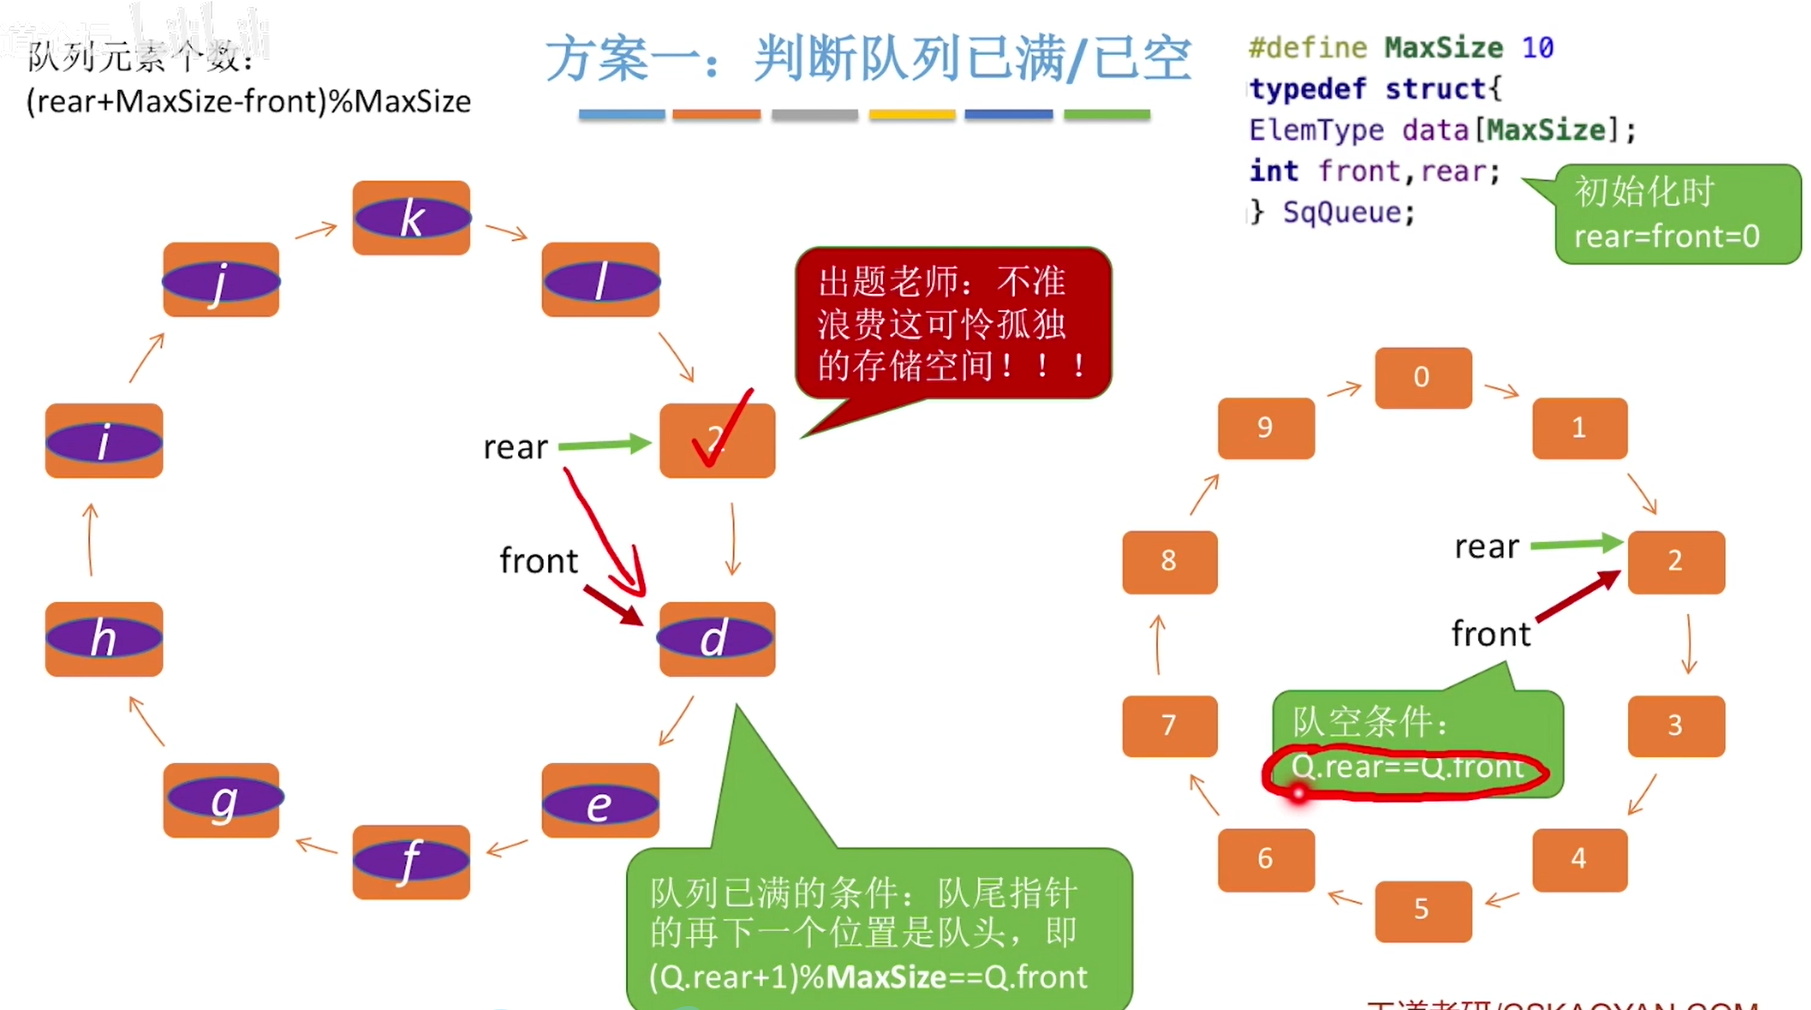 队列元素个数：
(rear+MaxSize-front)%MaxSize
方案一：判断队列已满/已空
#define MaxSize 10
typedef struct{
ElemType data[MaxSize];
int front,rear;
} SqQueue;
初始化时
rear=front=0
出题老师：不准
浪费这可怜孤独
的存储空间！！！
k
j
l
i
2
rear
front
h
d
g
e
f
队列已满的条件：队尾指针
的再下一个位置是队头，即
(Q.rear+1)%MaxSize==Q.front
0
9
1
8
rear
2
front
7
3
队空条件：
Q.rear==Q.front
6
4
5